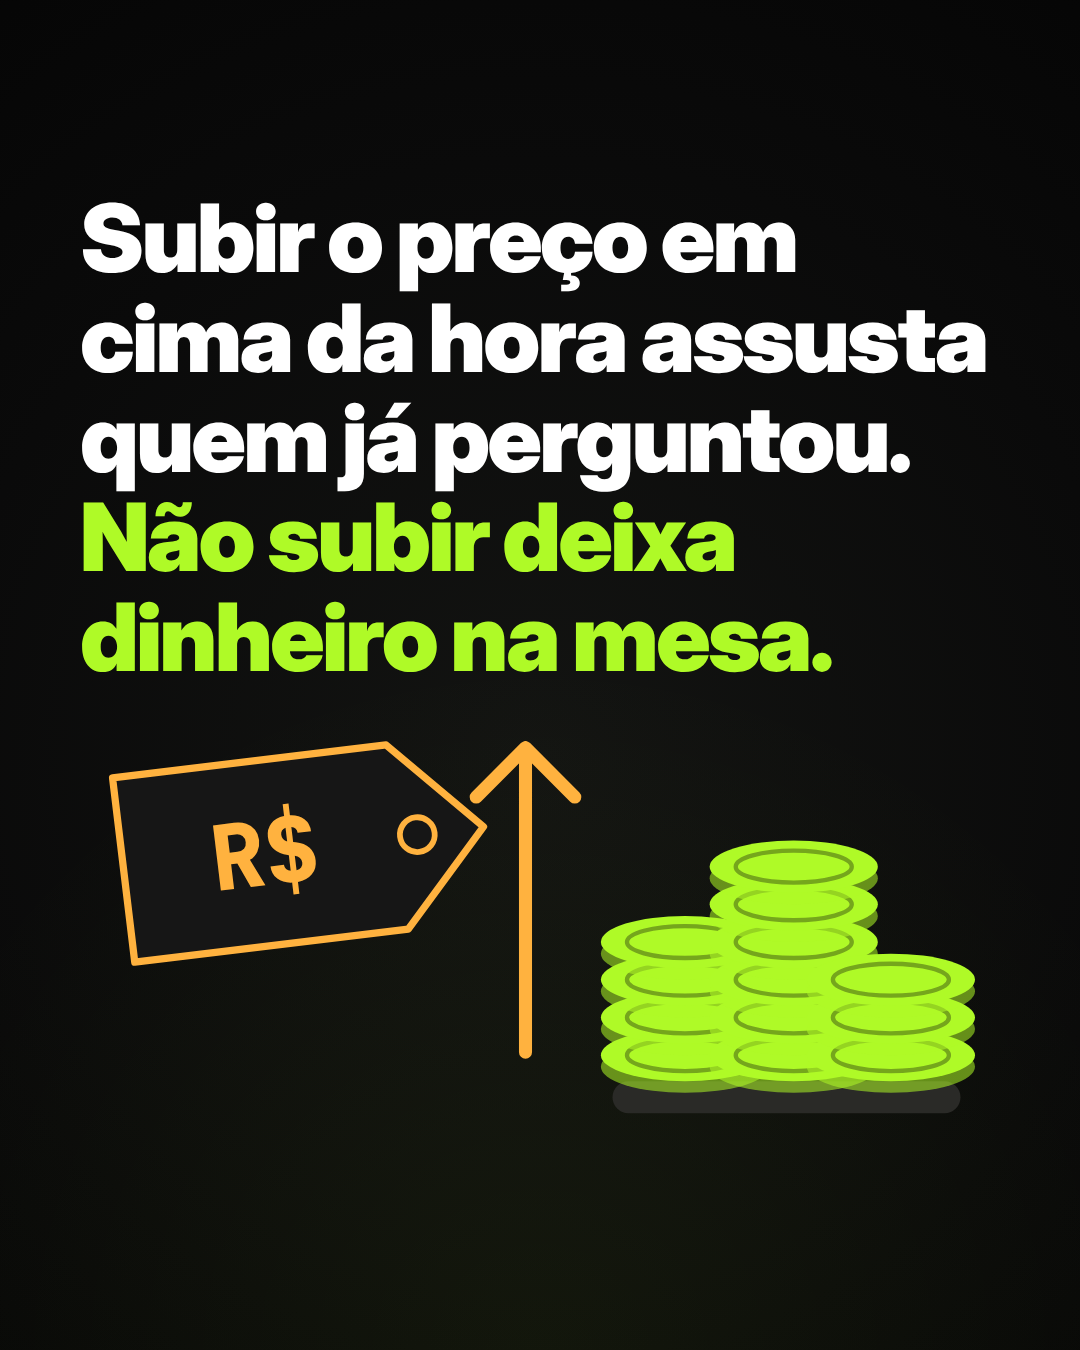 Subir o preço em
cima da hora assusta
quem já perguntou.
Não subir deixa
dinheiro na mesa.
R$